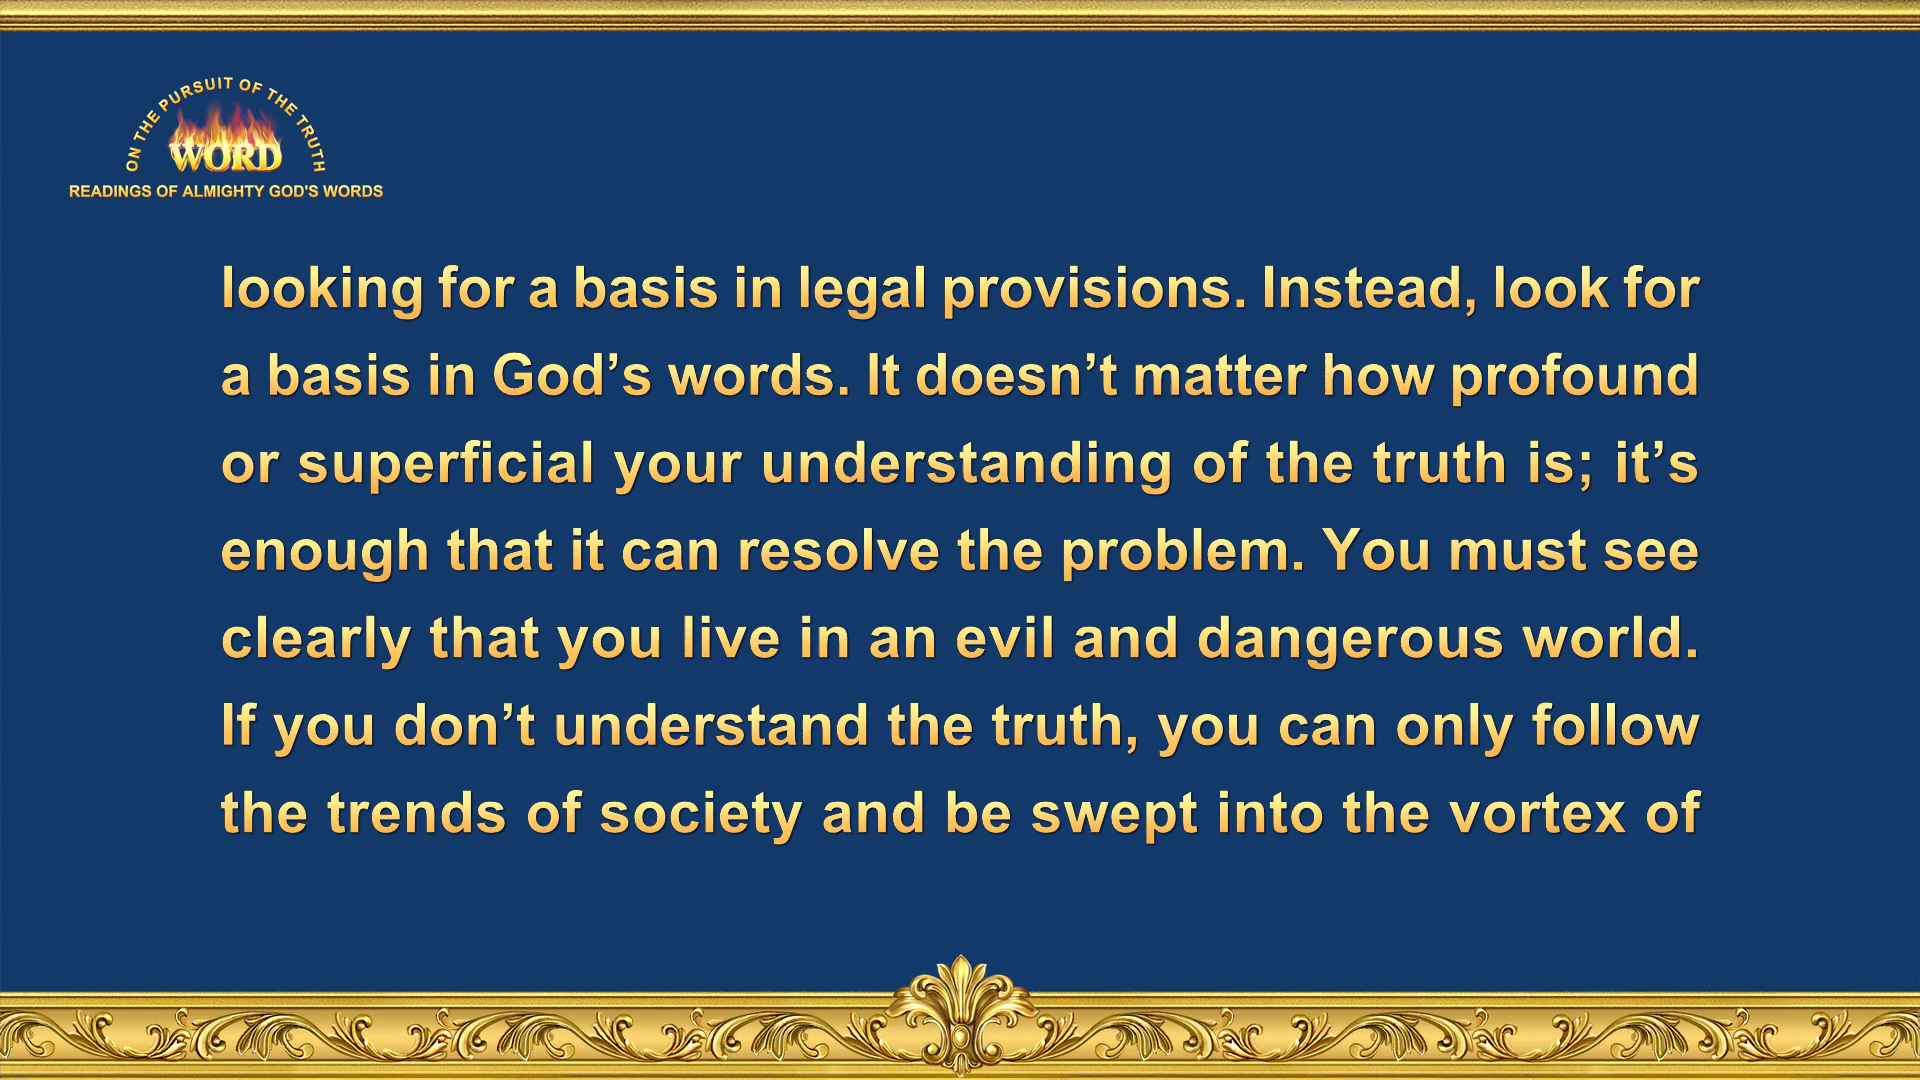 ON THE PURSUIT OF THE TRUTH
WORD
READINGS OF ALMIGHTY GOD'S WORDS
looking for a basis in legal provisions. Instead, look for
a basis in God’s words. It doesn’t matter how profound
or superficial your understanding of the truth is; it’s
enough that it can resolve the problem. You must see
clearly that you live in an evil and dangerous world.
If you don’t understand the truth, you can only follow
the trends of society and be swept into the vortex of